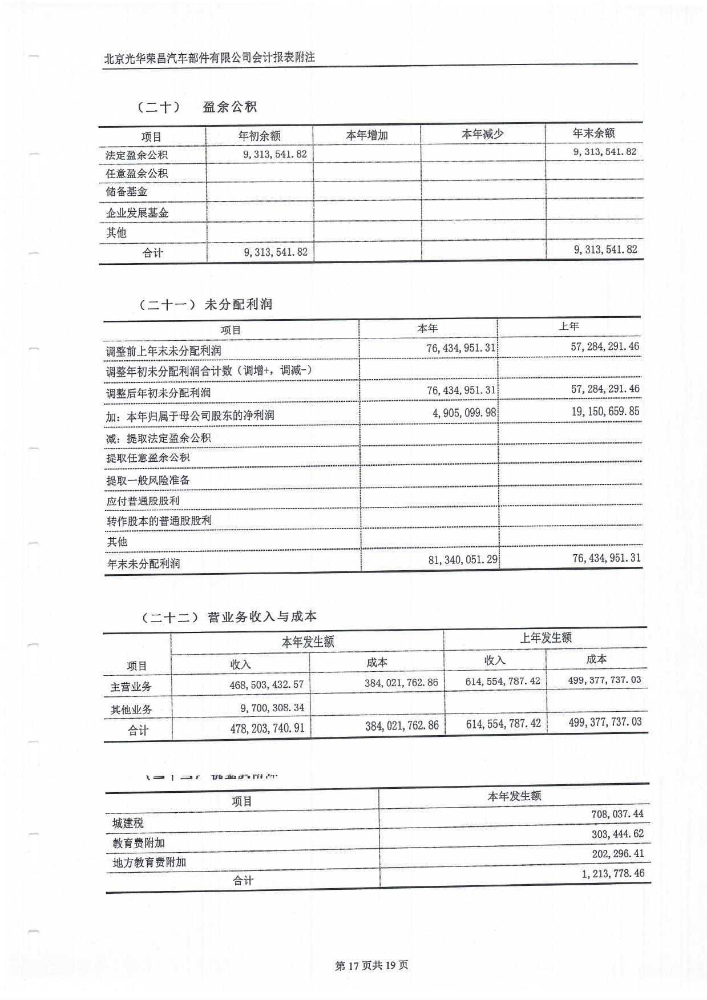 北京光华荣昌汽车部件有限公司会计报表附注
（二十） 盈余公积
项目 年初余额 本年增加 本年减少 年末余额
法定盈余公积 9,313,541.82 9,313,541.82
任意盈余公积
储备基金
企业发展基金
其他
合计 9,313,541.82 9,313,541.82
（二十一）未分配利润
项目 本年 上年
调整前上年末未分配利润 76,434,951.31 57,284,291.46
调整年初未分配利润合计数（调增+，调减-）
调整后年初未分配利润 76,434,951.31 57,284,291.46
加：本年归属于母公司股东的净利润 4,905,099.98 19,150,659.85
减：提取法定盈余公积
提取任意盈余公积
提取一般风险准备
应付普通股股利
转作股本的普通股股利
其他
年末未分配利润 81,340,051.29 76,434,951.31
（二十二）营业务收入与成本
本年发生额 上年发生额
项目 收入 成本 收入 成本
主营业务 468,503,432.57 384,021,762.86 614,554,787.42 499,377,737.03
其他业务 9,700,308.34
合计 478,203,740.91 384,021,762.86 614,554,787.42 499,377,737.03
项目 本年发生额
城建税 708,037.44
教育费附加 303,444.62
地方教育费附加 202,296.41
合计 1,213,778.46
第 17 页共 19 页